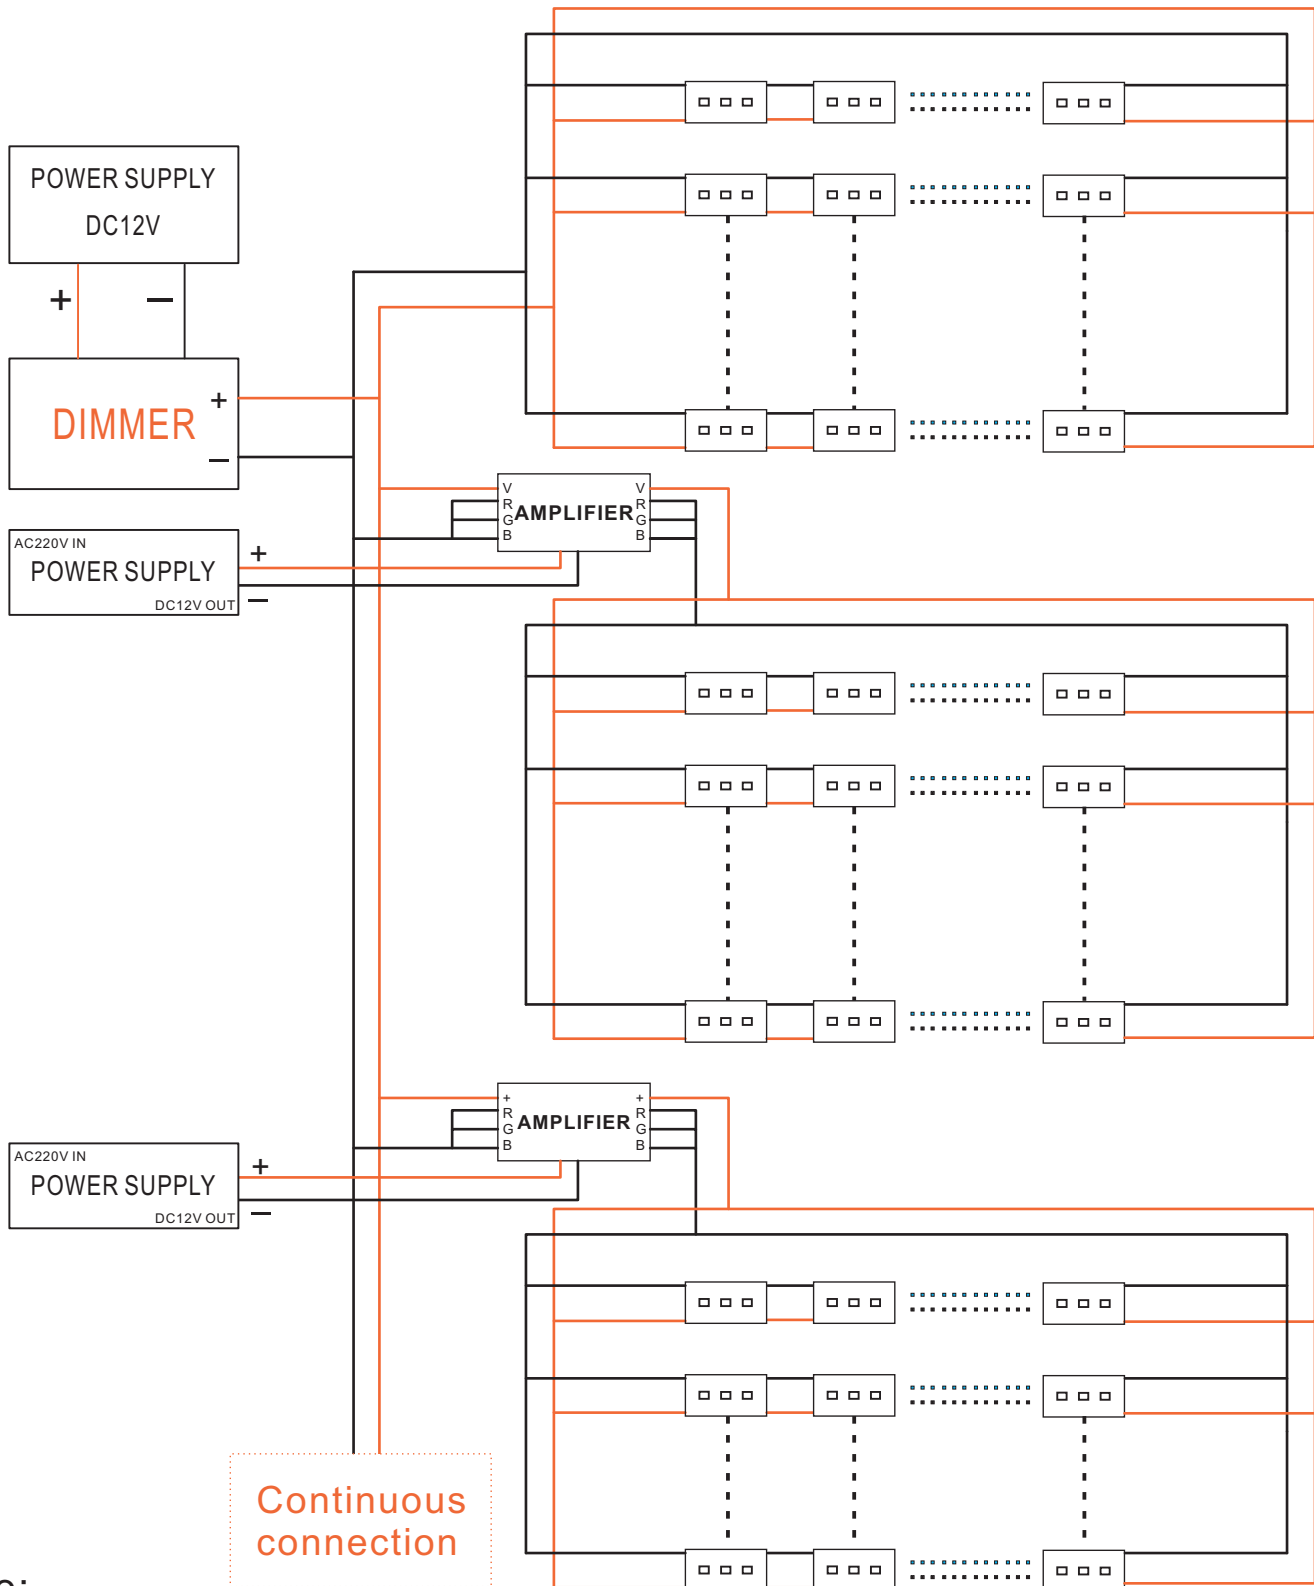 POWER SUPPLY
DC12V
+ —
DIMMER
+
—
V V
R R
G AMPLIFIER G
B B
AC220V IN
POWER SUPPLY
DC12V OUT
+
—
+ +
R R
G AMPLIFIER G
B B
AC220V IN
POWER SUPPLY
DC12V OUT
+
—
Continuous
connection